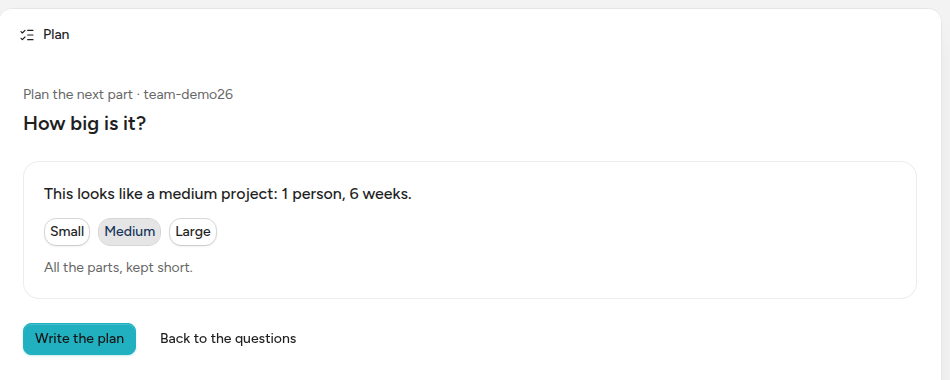 Plan
Plan the next part · team-demo26
How big is it?
This looks like a medium project: 1 person, 6 weeks.
Small Medium Large
All the parts, kept short.
Write the plan Back to the questions